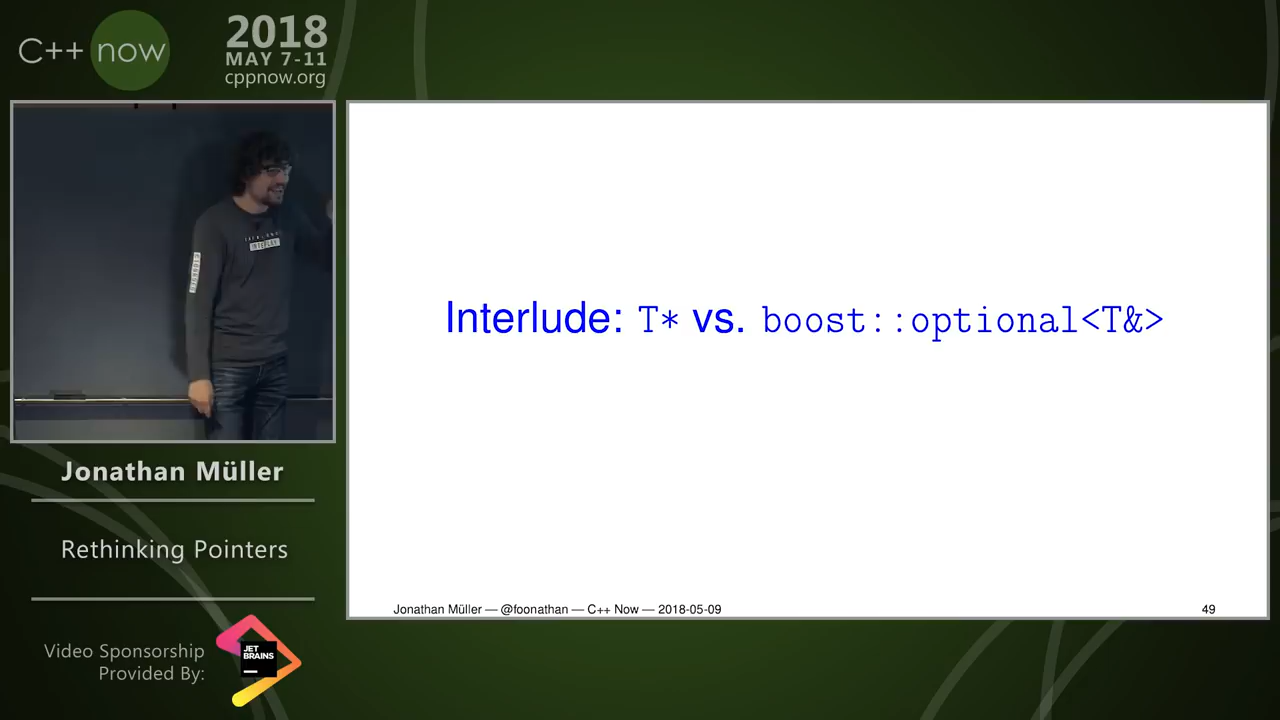 C++ now
2018
MAY 7-11
cppnow.org
Interlude: T* vs. boost::optional<T&>
Jonathan Müller — @foonathan — C++ Now — 2018-05-09
49
Jonathan Müller
Rethinking Pointers
Video Sponsorship
Provided By:
JET
BRAINS